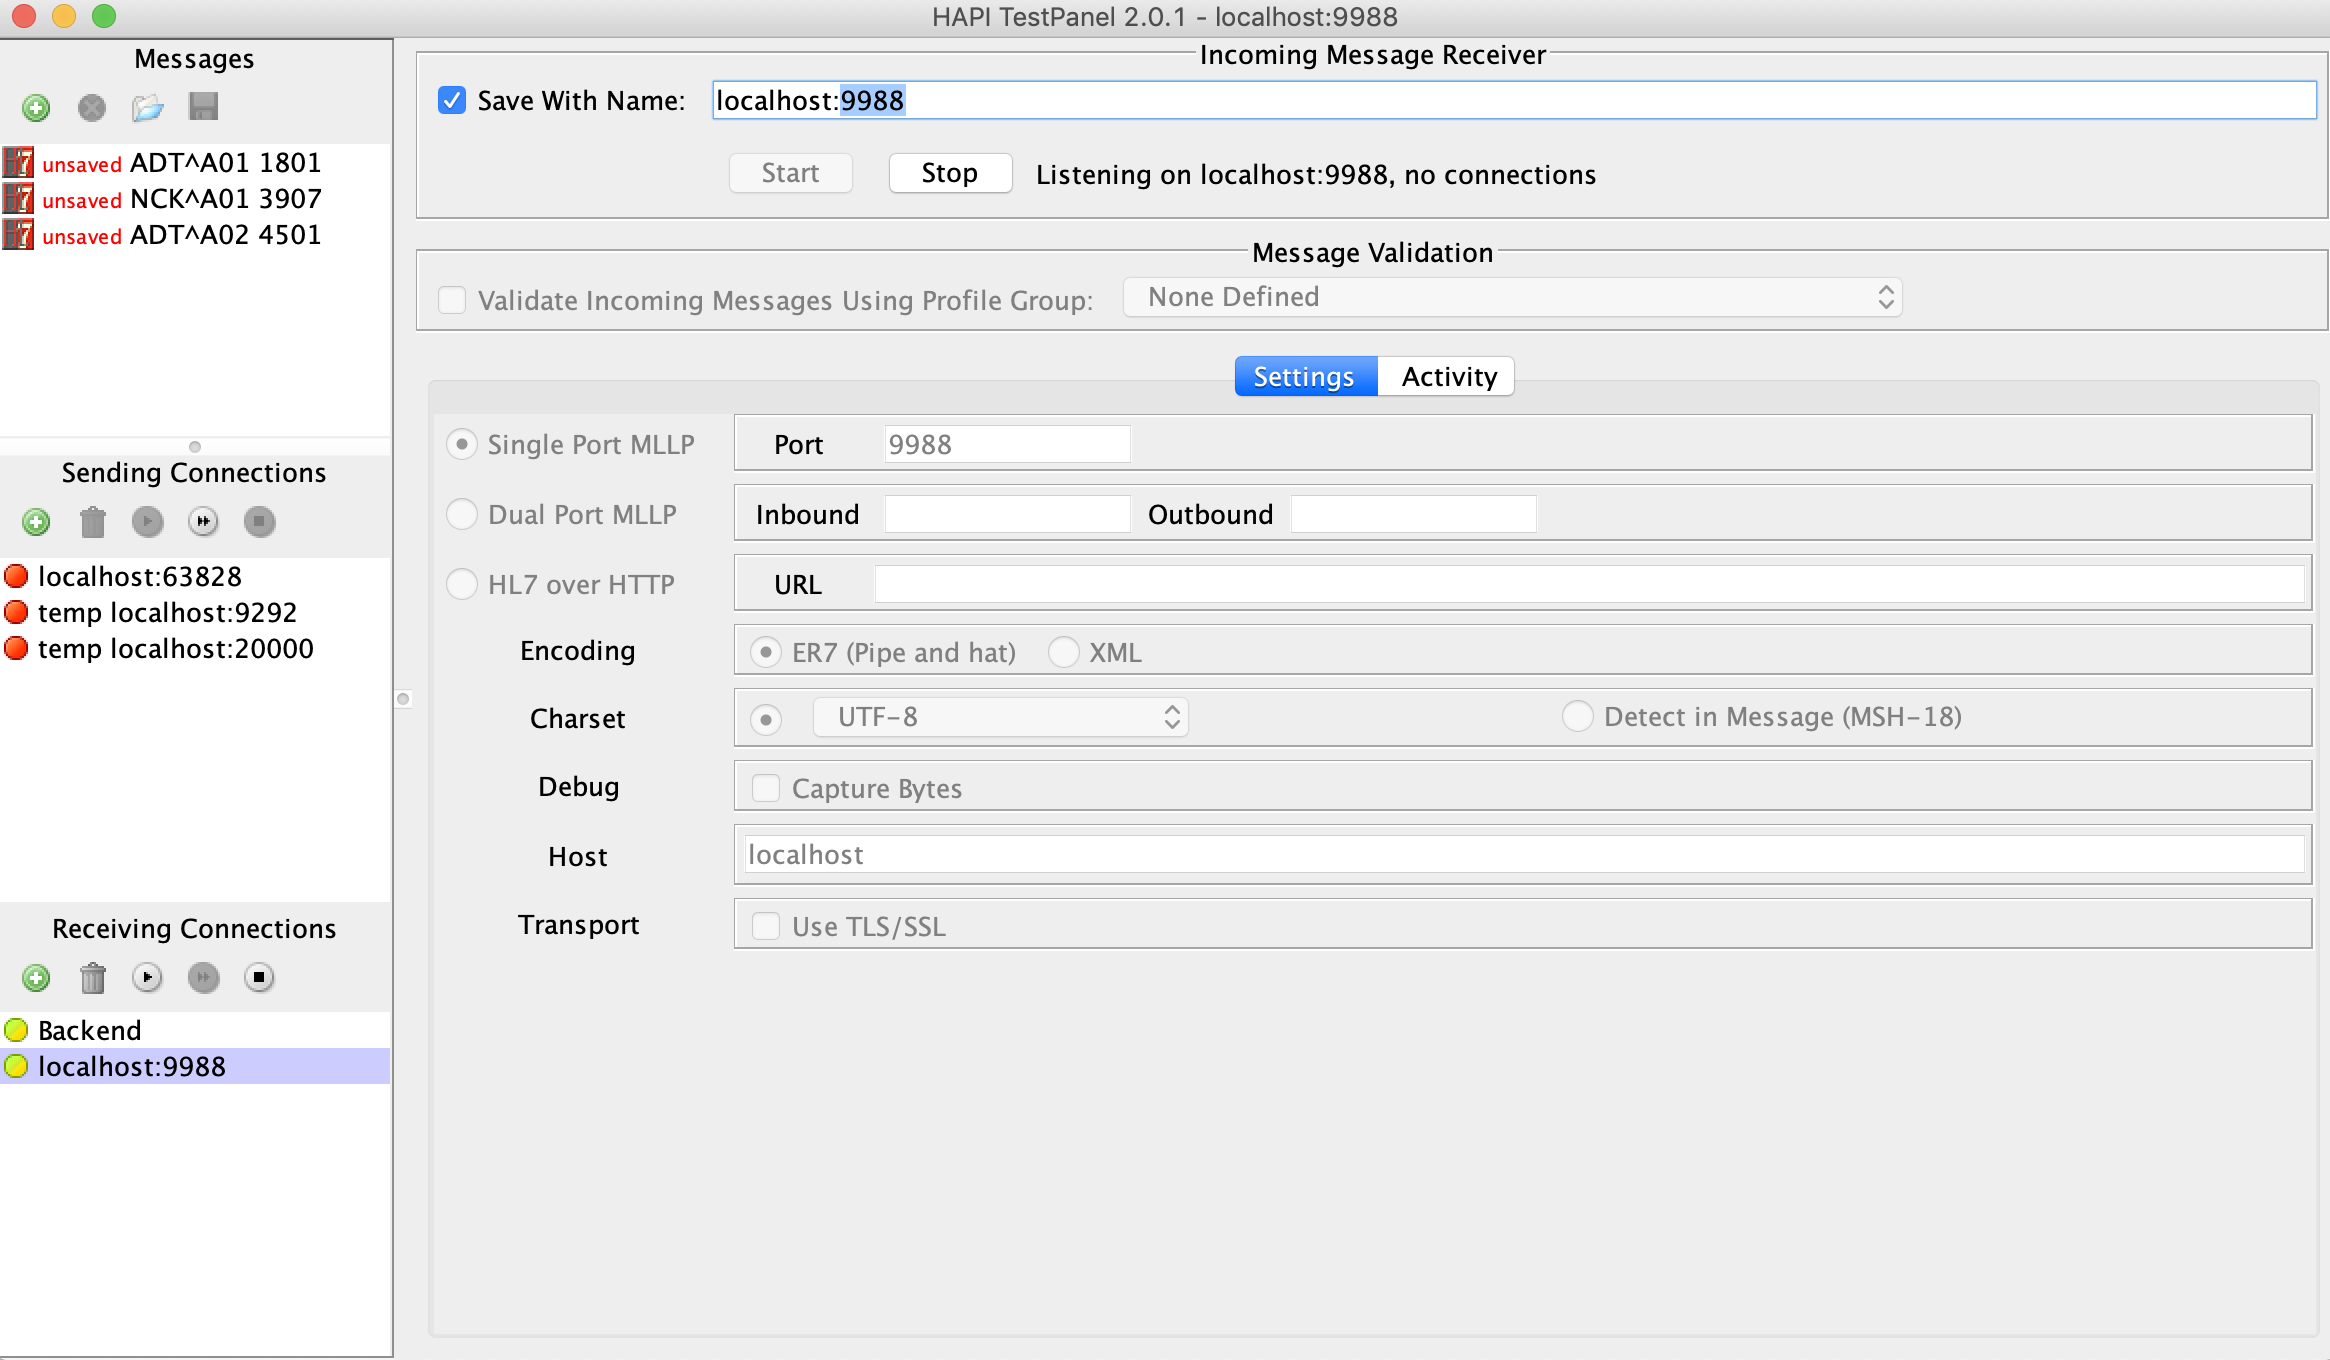 HAPI TestPanel 2.0.1 - localhost:9988
Messages
unsaved ADT^A01 1801
unsaved NCK^A01 3907
unsaved ADT^A02 4501
Sending Connections
localhost:63828
temp localhost:9292
temp localhost:20000
Receiving Connections
Backend
localhost:9988
Incoming Message Receiver
Save With Name: localhost:9988
Start Stop Listening on localhost:9988, no connections
Message Validation
Validate Incoming Messages Using Profile Group: None Defined
Settings Activity
Single Port MLLP Port 9988
Dual Port MLLP Inbound Outbound
HL7 over HTTP URL
Encoding ER7 (Pipe and hat) XML
Charset UTF-8 Detect in Message (MSH-18)
Debug Capture Bytes
Host localhost
Transport Use TLS/SSL